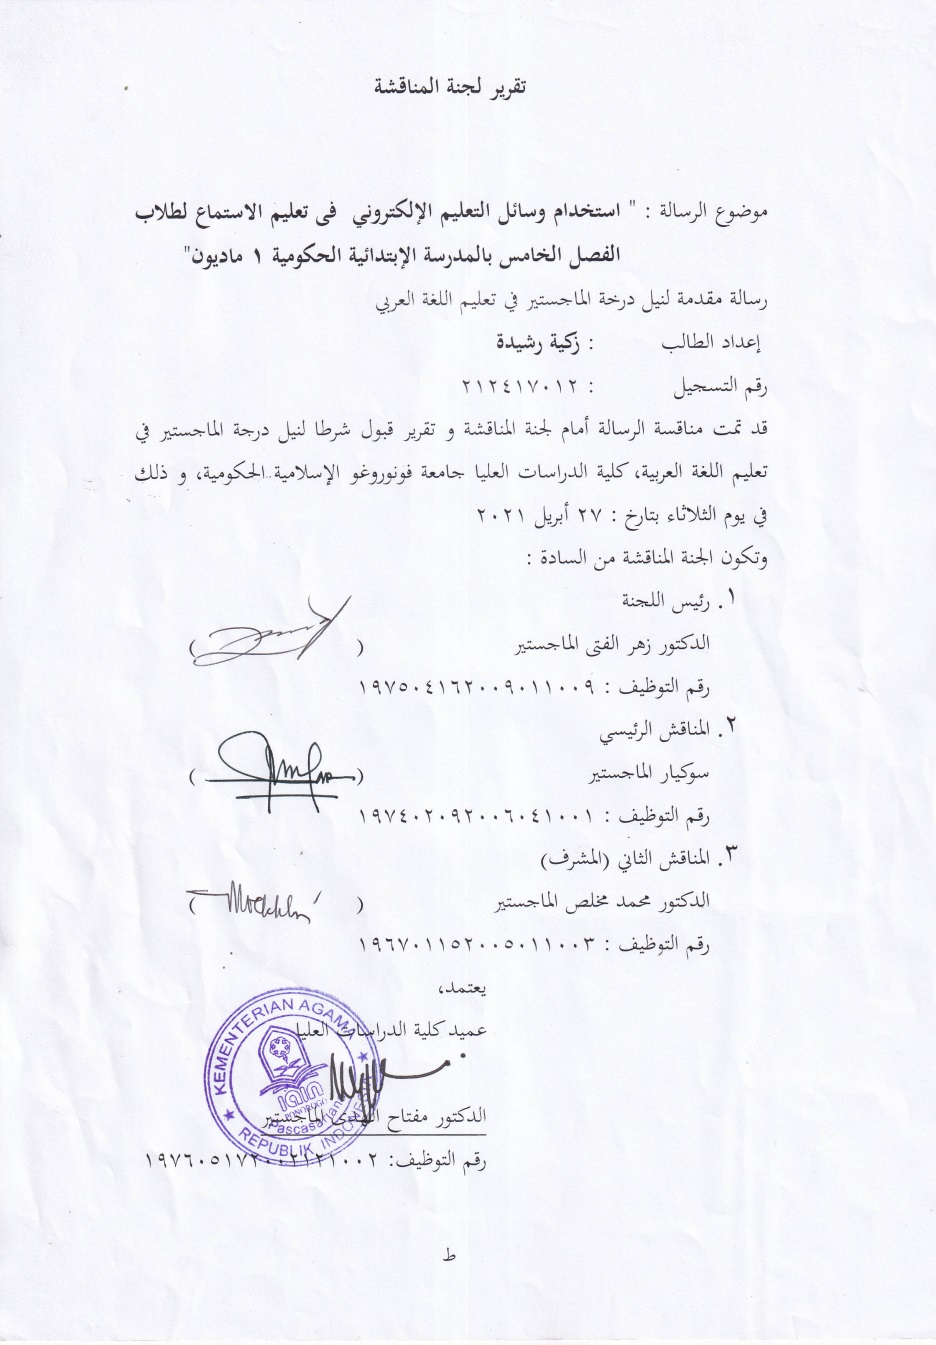 تقرير لجنة المناقشة
موضوع الرسالة : " استخدام وسائل التعليم الإلكتروني فى تعليم الاستماع لطلاب
الفصل الخامس بالمدرسة الإبتدائية الحكومية ١ ماديون"
رسالة مقدمة لنيل درخة الماجستير في تعليم اللغة العربي
إعداد الطالب : زكية رشيدة
رقم التسجيل : ٢١٢٤١٧٠١٢
قد تمت مناقسة الرسالة أمام لجنة المناقشة و تقرير قبول شرطا لنيل درجة الماجستير في
تعليم اللغة العربية، كلية الدراسات العليا جامعة فونوروغو الإسلامية الحكومية، و ذلك
في يوم الثلاثاء بتارخ : ٢٧ أبريل ٢٠٢١
وتكون الجنة المناقشة من السادة :
١. رئيس اللجنة
الدكتور زهر الفتى الماجستير ( )
رقم التوظيف : ١٩٧٥٠٤١٦٢٠٠٩٠١١٠٠٩
٢. المناقش الرئيسي
سوكيار الماجستير ( )
رقم التوظيف : ١٩٧٤٠٢٠٩٢٠٠٦٠٤١٠٠١
٣. المناقش الثاني (المشرف)
الدكتور محمد مخلص الماجستير ( )
رقم التوظيف : ١٩٦٧٠١١٥٢٠٠٥٠١١٠٠٣
يعتمد،
عميد كلية الدراسات العليا
KEMENTERIAN AGAMA
iain
PONOROGO
Pascasarjana
REPUBLIK INDONESIA
الدكتور مفتاح الهدى الماجستير
رقم التوظيف: ١٩٧٦٠٥١٧٢٠٠٢١٢١٠٠٢
ط